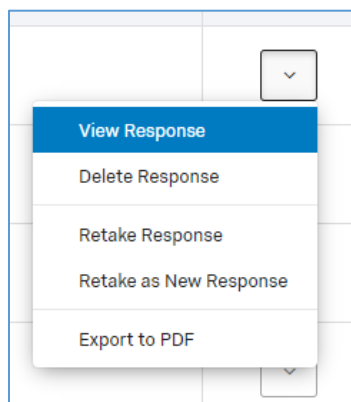 View Response
Delete Response
Retake Response
Retake as New Response
Export to PDF